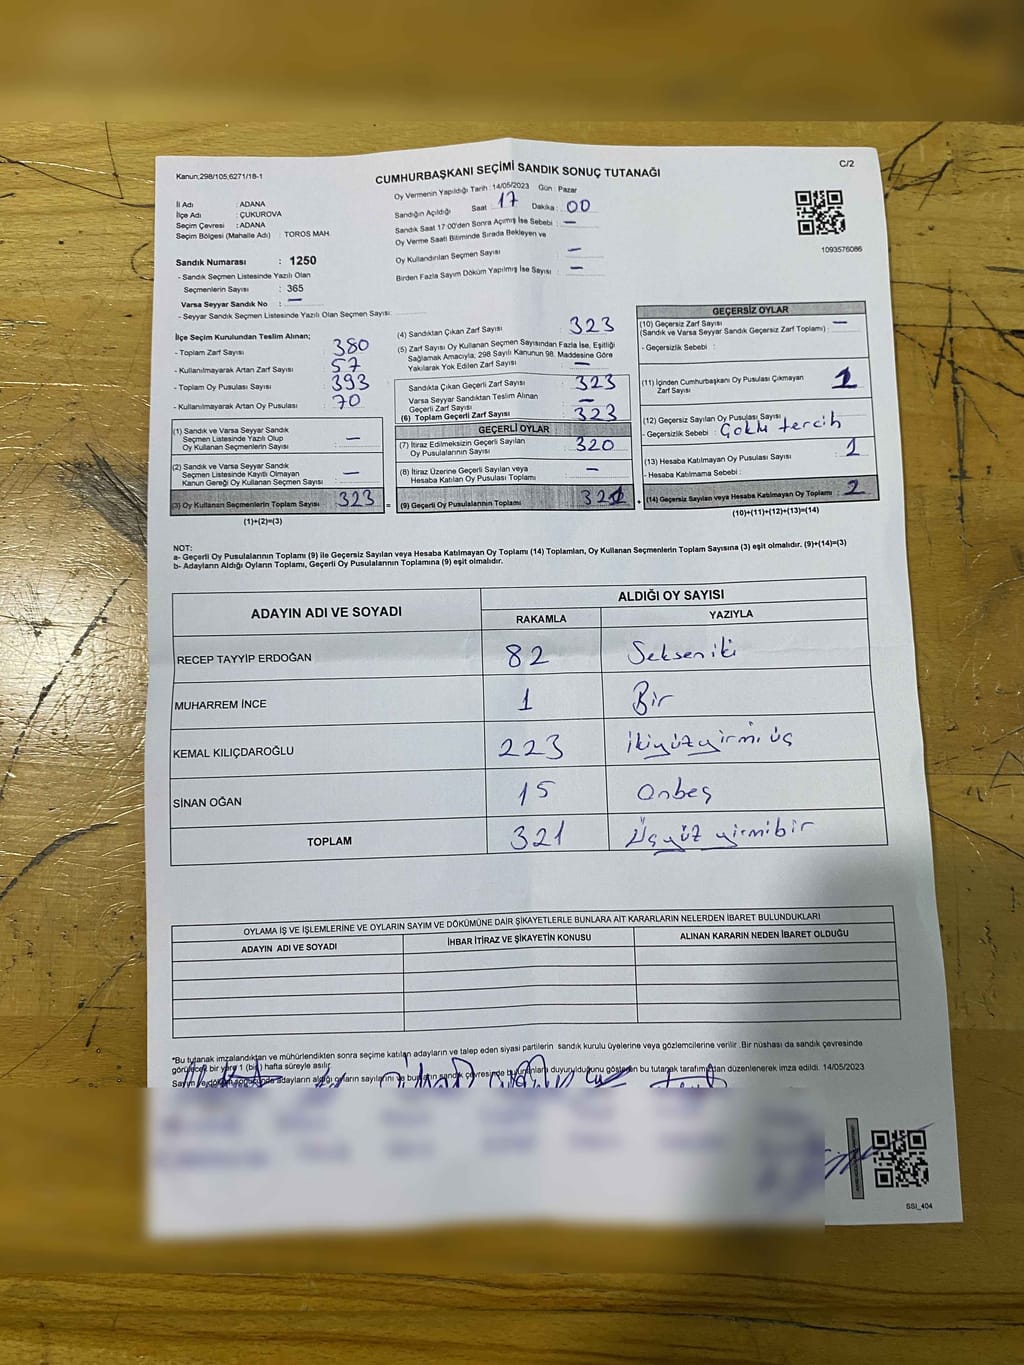 Kanun;298/105;6271/18-1
C/2
CUMHURBAŞKANI SEÇİMİ SANDIK SONUÇ TUTANAĞI
İl Adı : ADANA
İlçe Adı : ÇUKUROVA
Seçim Çevresi : ADANA
Seçim Bölgesi (Mahalle Adı) : TOROS MAH.
Sandık Numarası : 1250
- Sandık Seçmen Listesinde Yazılı Olan
Seçmenlerin Sayısı : 365
Varsa Seyyar Sandık No : —
- Seyyar Sandık Seçmen Listesinde Yazılı Olan Seçmen Sayısı:
Oy Vermenin Yapıldığı Tarih : 14/05/2023 Gün : Pazar
Sandığın Açıldığı Saat : 17 Dakika : 00
Sandık Saat 17:00'den Sonra Açımış İse Sebebi : —
Oy Verme Saati Bitiminde Sırada Bekleyen ve
Oy Kullandırılan Seçmen Sayısı —
Birden Fazla Sayım Döküm Yapılmış İse Sayısı : —
1093576086
İlçe Seçim Kurulundan Teslim Alınan;
- Toplam Zarf Sayısı : 380
- Kullanılmayarak Artan Zarf Sayısı : 57
- Toplam Oy Pusulası Sayısı : 393
- Kullanılmayarak Artan Oy Pusulası : 70
(1) Sandık ve Varsa Seyyar Sandık
Seçmen Listesinde Yazılı Olup
Oy Kullanan Seçmenlerin Sayısı : —
(2) Sandık ve Varsa Seyyar Sandık
Seçmen Listesinde Kayıtlı Olmayan
Kanun Gereği Oy Kullanan Seçmen Sayısı : —
(3) Oy Kullanan Seçmenlerin Toplam Sayısı : 323
(1)+(2)=(3)
(4) Sandıktan Çıkan Zarf Sayısı : 323
(5) Zarf Sayısı Oy Kullanan Seçmen Sayısından Fazla İse, Eşitliği
Sağlamak Amacıyla, 298 Sayılı Kanunun 98. Maddesine Göre
Yakılarak Yok Edilen Zarf Sayısı : —
Sandıkta Çıkan Geçerli Zarf Sayısı : 323
Varsa Seyyar Sandıktan Teslim Alınan
Geçerli Zarf Sayısı : —
(6) Toplam Geçerli Zarf Sayısı : 323
GEÇERLİ OYLAR
(7) İtiraz Edilmeksizin Geçerli Sayılan
Oy Pusulasının Sayısı : 320
(8) İtiraz Üzerine Geçerli Sayılan veya
Hesaba Katılan Oy Pusulası Toplamı : —
(9) Geçerli Oy Pusulalarının Toplamı : 321
GEÇERSİZ OYLAR
(10) Geçersiz Zarf Sayısı —
(Sandık ve Varsa Seyyar Sandık Geçersiz Zarf Toplamı) :
- Geçersizlik Sebebi :
(11) İçinden Cumhurbaşkanı Oy Pusulası Çıkmayan
Zarf Sayısı : 1
(12) Geçersiz Sayılan Oy Pusulası Sayısı
- Geçersizlik Sebebi : Çoklu tercih
(13) Hesaba Katılmayan Oy Pusulası Sayısı : 1
- Hesaba Katılmama Sebebi :
(14) Geçersiz Sayılan veya Hesaba Katılmayan Oy Toplamı : 2
(10)+(11)+(12)+(13)=(14)
NOT:
a- Geçerli Oy Pusulalarının Toplamı (9) ile Geçersiz Sayılan veya Hesaba Katılmayan Oy Toplamı (14) Toplamları, Oy Kullanan Seçmenlerin Toplam Sayısına (3) eşit olmalıdır. (9)+(14)=(3)
b- Adayların Aldığı Oyların Toplamı, Geçerli Oy Pusulalarının Toplamına (9) eşit olmalıdır.
ADAYIN ADI VE SOYADI
ALDIĞI OY SAYISI
RAKAMLA YAZIYLA
RECEP TAYYİP ERDOĞAN 82 Sekseniki
MUHARREM İNCE 1 Bir
KEMAL KILIÇDAROĞLU 223 ikiyüzyirmi üç
SİNAN OĞAN 15 Onbeş
TOPLAM 321 Üçyüz yirmibir
OYLAMA İŞ VE İŞLEMLERİNE VE OYLARIN SAYIM VE DÖKÜMÜNE DAİR ŞİKAYETLERLE BUNLARA AİT KARARLARIN NELERDEN İBARET BULUNDUKLARI
ADAYIN ADI VE SOYADI İHBAR İTİRAZ VE ŞİKAYETİN KONUSU ALINAN KARARIN NEDEN İBARET OLDUĞU
*Bu tutanak imzalandıktan ve mühürlendikten sonra seçime katılan adayların ve talep eden siyasi partilerin sandık kurulu üyelerine veya gözlemcilerine verilir. Bir nüshası da sandık çevresinde
görülecek bir yere 1 (bir) hafta süreyle asılır.
Sayım ve döküm sonucunda adayların aldığı oyların sayılarını ve bunların sandık çevresinde bulunanlara duyurulduğunu gösteren bu tutanak tarafımızdan düzenlenerek imza edildi. 14/05/2023
SSI_404